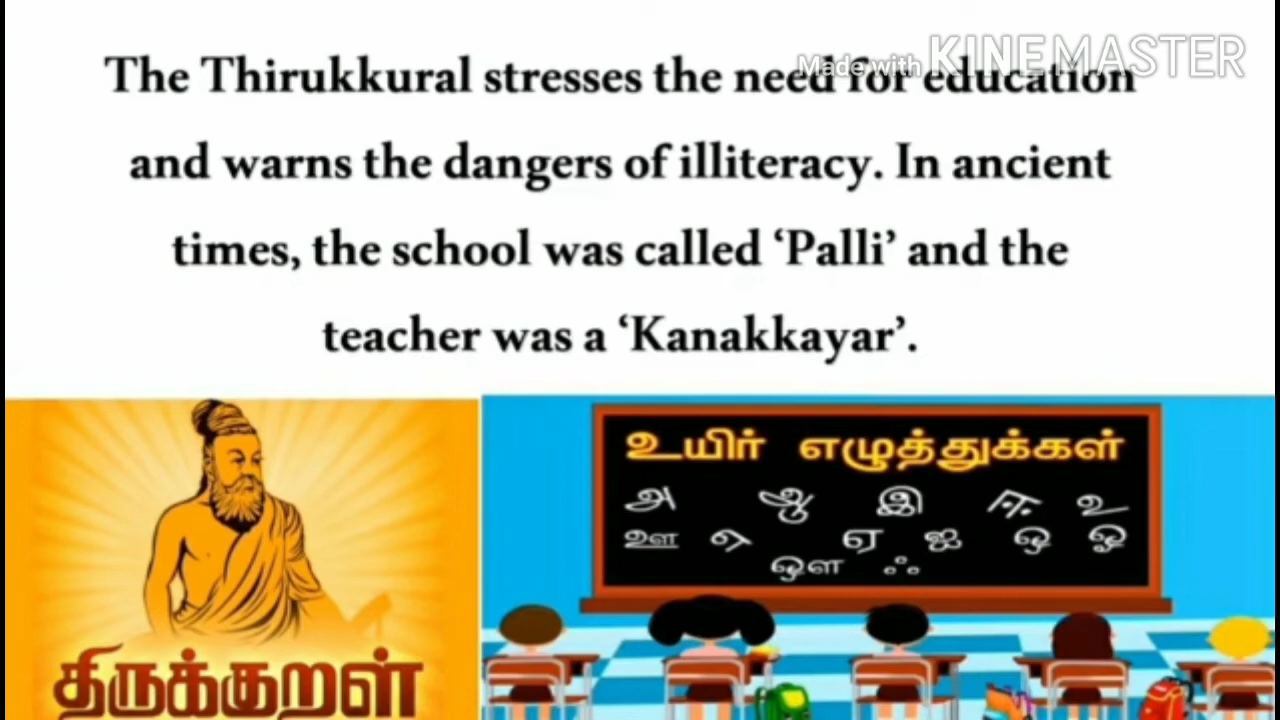 Made with KINEMASTER
The Thirukkural stresses the need for education
and warns the dangers of illiteracy. In ancient
times, the school was called ‘Palli’ and the
teacher was a ‘Kanakkayar’.
திருக்குறள்
உயிர் எழுத்துக்கள்
அ ஆ இ ஈ உ
ஊ எ ஏ ஐ ஒ ஓ
ஔ ஃ